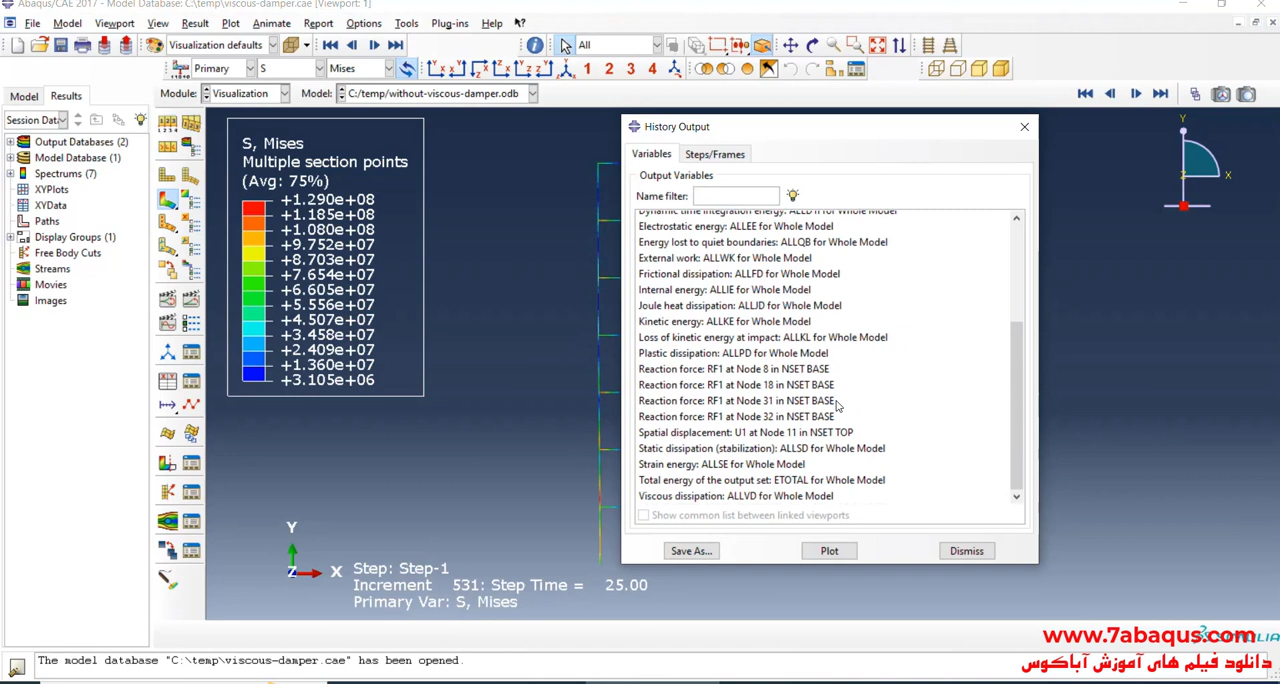 Abaqus/CAE 2017 - Model Database: C:\temp\viscous-damper.cae [Viewport: 1]
File Model Viewport View Result Plot Animate Report Options Tools Plug-ins Help
Visualization defaults All
Primary S Mises 1 2 3 4
Model Results Module: Visualization Model: C:/temp/without-viscous-damper.odb
Session Data
Output Databases (2)
Model Database (1)
Spectrums (7)
XYPlots
XYData
Paths
Display Groups (1)
Free Body Cuts
Streams
Movies
Images
S, Mises
Multiple section points
(Avg: 75%)
+1.290e+08
+1.185e+08
+1.080e+08
+9.752e+07
+8.703e+07
+7.654e+07
+6.605e+07
+5.556e+07
+4.507e+07
+3.458e+07
+2.409e+07
+1.360e+07
+3.105e+06
History Output
Variables Steps/Frames
Output Variables
Name filter:
Dynamic time integration energy: ALLDTI for Whole Model
Electrostatic energy: ALLEE for Whole Model
Energy lost to quiet boundaries: ALLQB for Whole Model
External work: ALLWK for Whole Model
Frictional dissipation: ALLFD for Whole Model
Internal energy: ALLIE for Whole Model
Joule heat dissipation: ALLJD for Whole Model
Kinetic energy: ALLKE for Whole Model
Loss of kinetic energy at impact: ALLKL for Whole Model
Plastic dissipation: ALLPD for Whole Model
Reaction force: RF1 at Node 8 in NSET BASE
Reaction force: RF1 at Node 18 in NSET BASE
Reaction force: RF1 at Node 31 in NSET BASE
Reaction force: RF1 at Node 32 in NSET BASE
Spatial displacement: U1 at Node 11 in NSET TOP
Static dissipation (stabilization): ALLSD for Whole Model
Strain energy: ALLSE for Whole Model
Total energy of the output set: ETOTAL for Whole Model
Viscous dissipation: ALLVD for Whole Model
Show common list between linked viewports
Save As... Plot Dismiss
Y
X
Z
Y
X
Z
Step: Step-1
Increment 531: Step Time = 25.00
Primary Var: S, Mises
www.7abaqus.com
دانلود فیلم های آموزش آباکوس
The model database "C:\temp\viscous-damper.cae" has been opened.